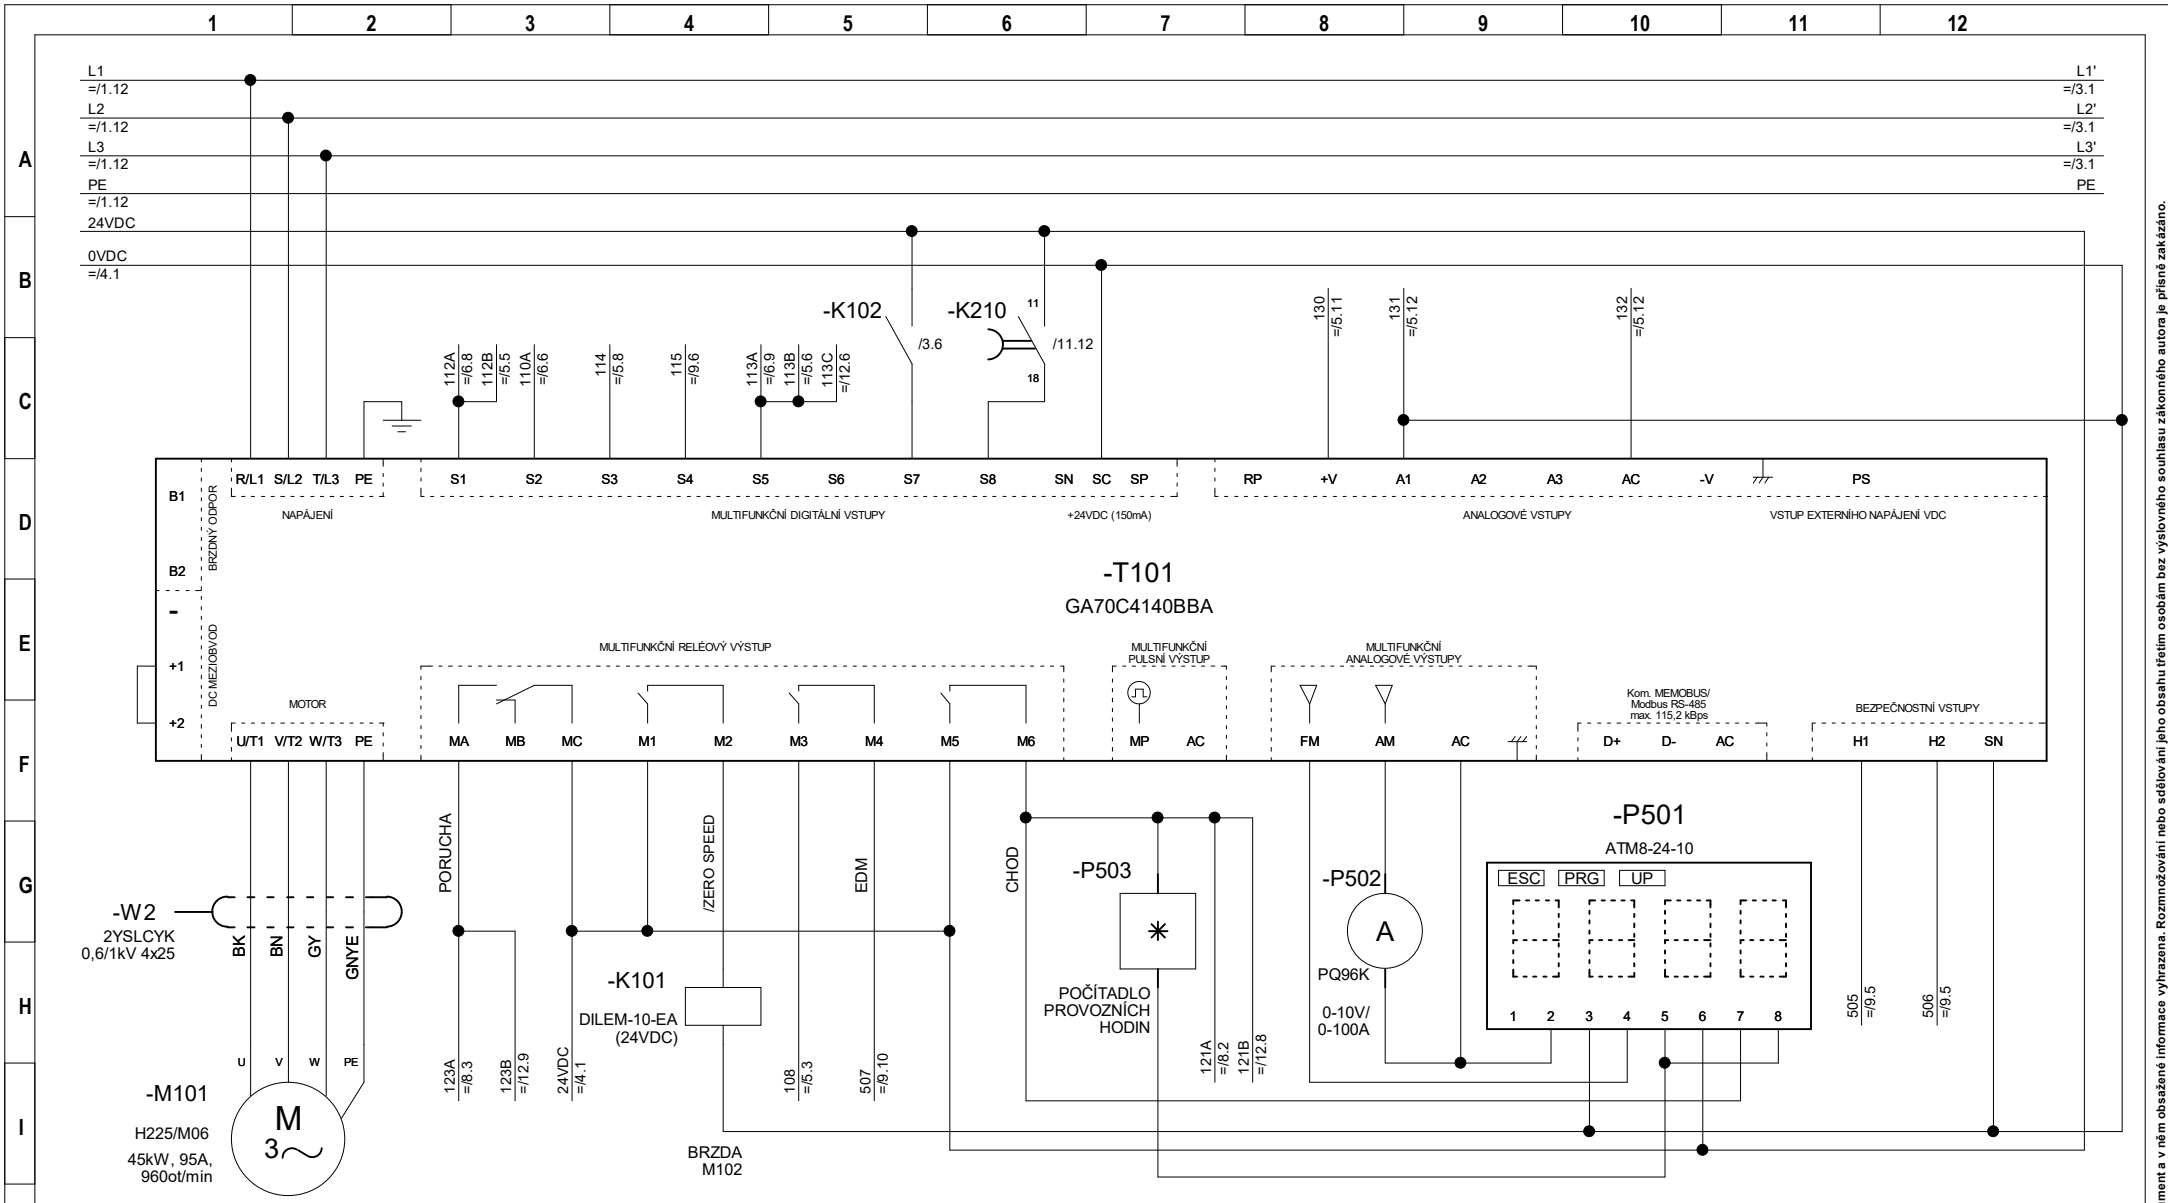 1 2 3 4 5 6 7 8 9 10 11 12
A
B
C
D
E
F
G
H
I
L1
=/1.12
L2
=/1.12
L3
=/1.12
PE
=/1.12
24VDC
0VDC
=/4.1
L1'
=/3.1
L2'
=/3.1
L3'
=/3.1
PE
-K102
/3.6
-K210
11
/11.12
18
130
=/5.11
131
=/5.12
132
=/5.12
112A
=/6.8
112B
=/5.5
110A
=/6.6
114
=/5.8
115
=/9.6
113A
=/6.9
113B
=/5.6
113C
=/12.6
B1
B2
BRZDNÝ ODPOR
-
+1
+2
DC MEZIOBVOD
R/L1 S/L2 T/L3 PE
NAPÁJENÍ
S1 S2 S3 S4 S5 S6 S7 S8 SN SC SP
MULTIFUNKČNÍ DIGITÁLNÍ VSTUPY
+24VDC (150mA)
RP +V A1 A2 A3 AC -V PS
ANALOGOVÉ VSTUPY
VSTUP EXTERNÍHO NAPÁJENÍ VDC
-T101
GA70C4140BBA
MOTOR
U/T1 V/T2 W/T3 PE
MULTIFUNKČNÍ RELÉOVÝ VÝSTUP
MA MB MC M1 M2 M3 M4 M5 M6
MULTIFUNKČNÍ
PULSNÍ VÝSTUP
MP AC
MULTIFUNKČNÍ
ANALOGOVÉ VÝSTUPY
FM AM AC
Kom. MEMOBUS/
Modbus RS-485
max. 115,2 kBps
D+ D- AC
BEZPEČNOSTNÍ VSTUPY
H1 H2 SN
-W2
2YSLCYK
0,6/1kV 4x25
BK
BN
GY
GNYE
U V W PE
-M101
H225/M06
45kW, 95A,
960ot/min
M
3
PORUCHA
/ZERO SPEED
EDM
CHOD
123A
=/8.3
123B
=/12.9
24VDC
=/4.1
-K101
DILEM-10-EA
(24VDC)
BRZDA
M102
108
=/5.3
507
=/9.10
-P503
POČÍTADLO
PROVOZNÍCH
HODIN
121A
=/8.2
121B
=/12.8
-P502
A
PQ96K
0-10V/
0-100A
-P501
ATM8-24-10
ESC PRG UP
1 2 3 4 5 6 7 8
505
=/9.5
506
=/9.5
ment a v něm obsažené informace vyhrazena. Rozmnožování nebo sdělování jeho obsahu třetím osobám bez výslovného souhlasu zákonného autora je přísně zakázáno.